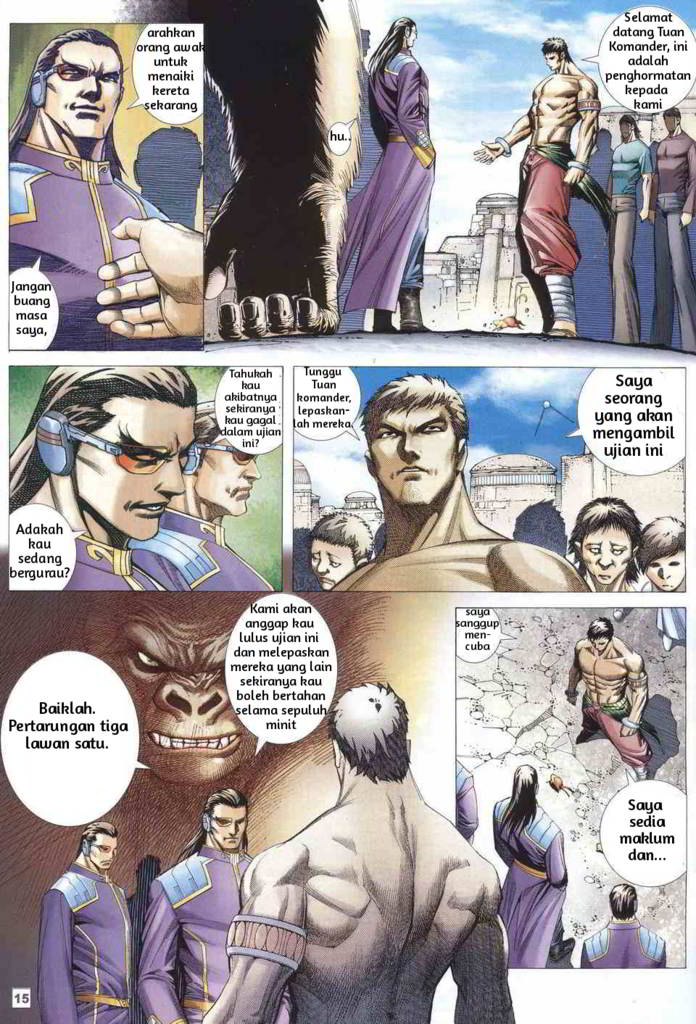 Selamat
datang Tuan
Komander, ini
adalah
penghormatan
kepada
kami
hu..
arahkan
orang awak
untuk
menaiki
kereta
sekarang
Jangan
buang
masa
saya,
Tahukah
kau
akibatnya
sekiranya
kau gagal
dalam ujian
ini?
Adakah
kau
sedang
bergurau?
Tunggu
Tuan
komander,
lepaskan-
lah mereka
Saya
seorang
yang akan
mengambil
ujian ini
Baiklah.
Pertarungan tiga
lawan satu.
Kami akan
anggap kau
lulus ujian ini
dan melepaskan
mereka yang lain
sekiranya kau
boleh bertahan
selama sepuluh
minit
saya
sanggup
men-
cuba
Saya
sedia
maklum
dan...
15